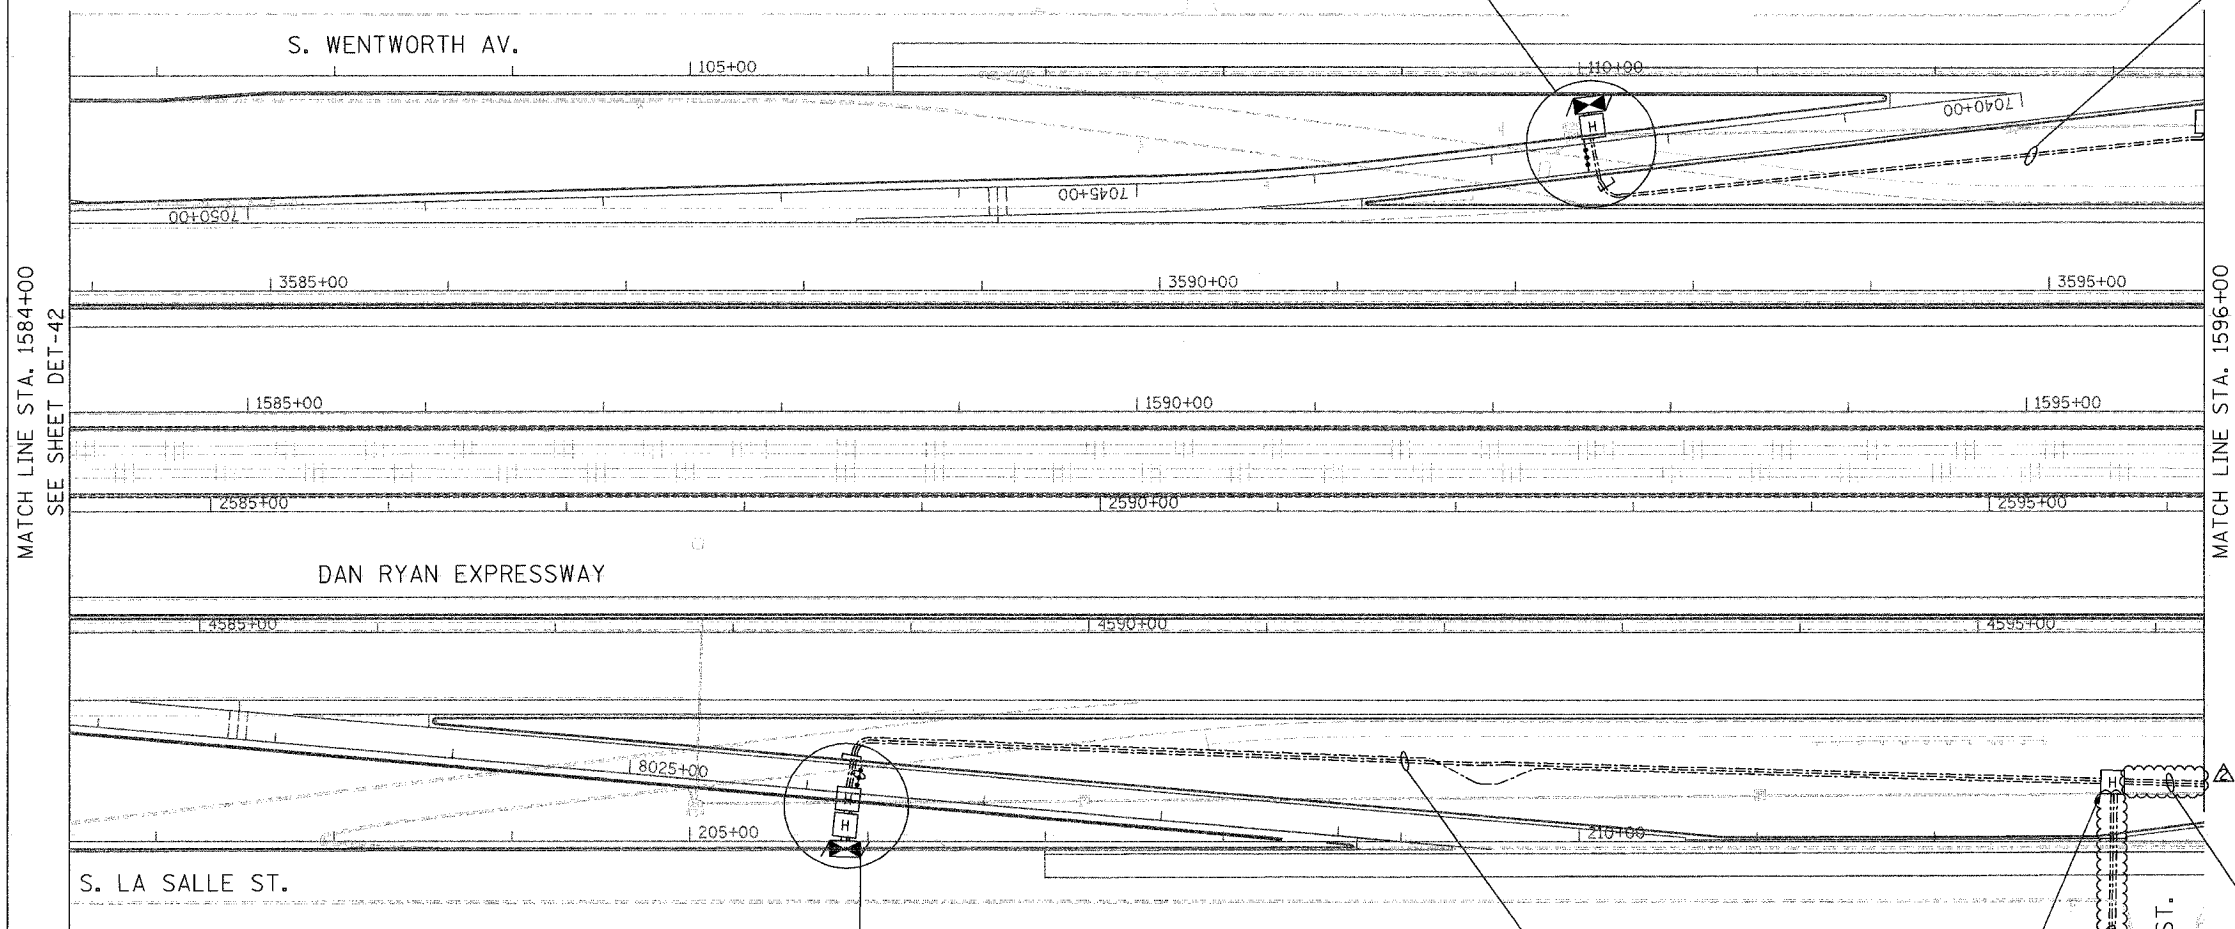 S. WENTWORTH AV.
105+00
110+00
7040+00
7045+00
7050+00
H
3585+00
3590+00
3595+00
MATCH LINE STA. 1584+00
SEE SHEET DET-42
MATCH LINE STA. 1596+00
1585+00
1590+00
1595+00
2585+00
2590+00
2595+00
DAN RYAN EXPRESSWAY
4585+00
4590+00
4595+00
8025+00
H
H
H
2
205+00
210+00
S. LA SALLE ST.
ST.